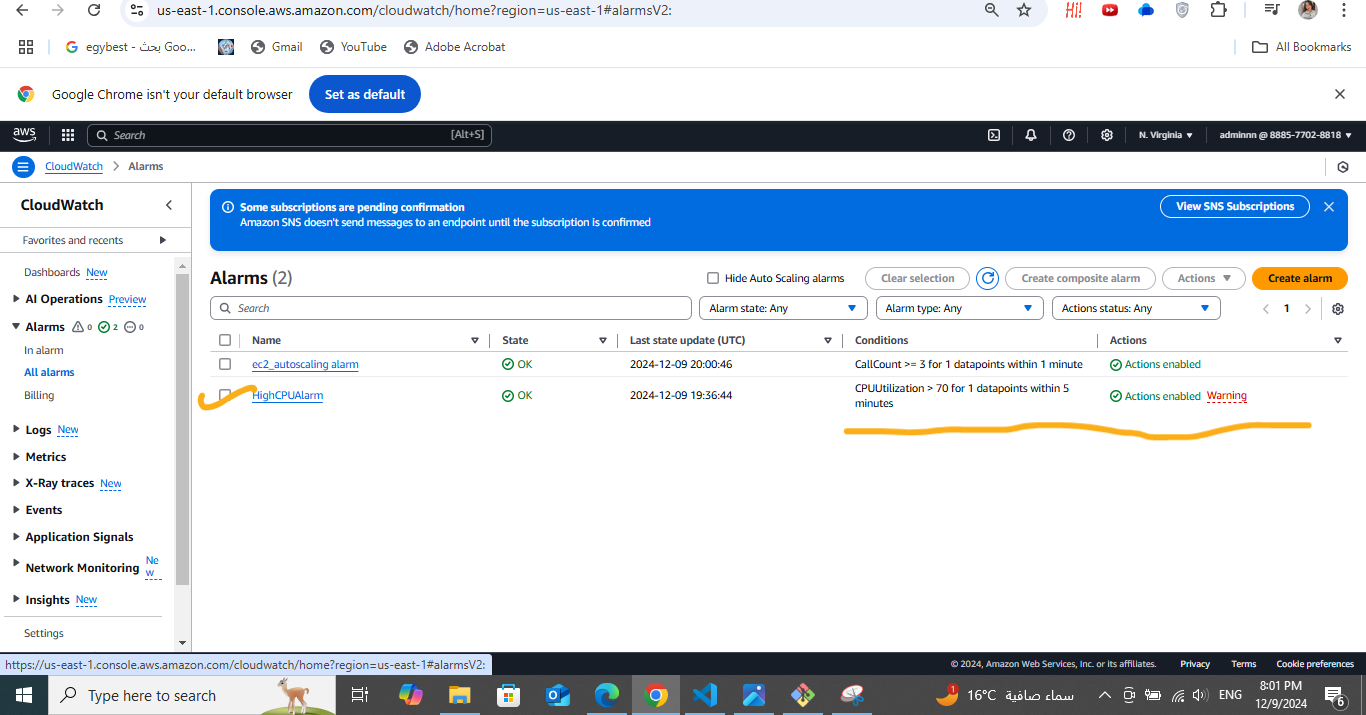 us-east-1.console.aws.amazon.com/cloudwatch/home?region=us-east-1#alarmsV2:
egybest - بحث Goo...
Gmail
YouTube
Adobe Acrobat
All Bookmarks
Google Chrome isn't your default browser
Set as default
aws
Search
[Alt+S]
N. Virginia
adminnn @ 8885-7702-8818
CloudWatch
Alarms
CloudWatch
Favorites and recents
Dashboards New
AI Operations Preview
Alarms 0 2 0
In alarm
All alarms
Billing
Logs New
Metrics
X-Ray traces New
Events
Application Signals
Network Monitoring Ne
w
Insights New
Settings
Some subscriptions are pending confirmation
Amazon SNS doesn't send messages to an endpoint until the subscription is confirmed
View SNS Subscriptions
Alarms (2)
Hide Auto Scaling alarms
Clear selection
Create composite alarm
Actions
Create alarm
Search
Alarm state: Any
Alarm type: Any
Actions status: Any
1
Name State Last state update (UTC) Conditions Actions
ec2_autoscaling alarm OK 2024-12-09 20:00:46 CallCount >= 3 for 1 datapoints within 1 minute Actions enabled
HighCPUAlarm OK 2024-12-09 19:36:44 CPUUtilization > 70 for 1 datapoints within 5
minutes
Actions enabled Warning
https://us-east-1.console.aws.amazon.com/cloudwatch/home?region=us-east-1#alarmsV2:
© 2024, Amazon Web Services, Inc. or its affiliates.
Privacy
Terms
Cookie preferences
Type here to search
1
16°C سماء صافية
ENG
8:01 PM
12/9/2024
6